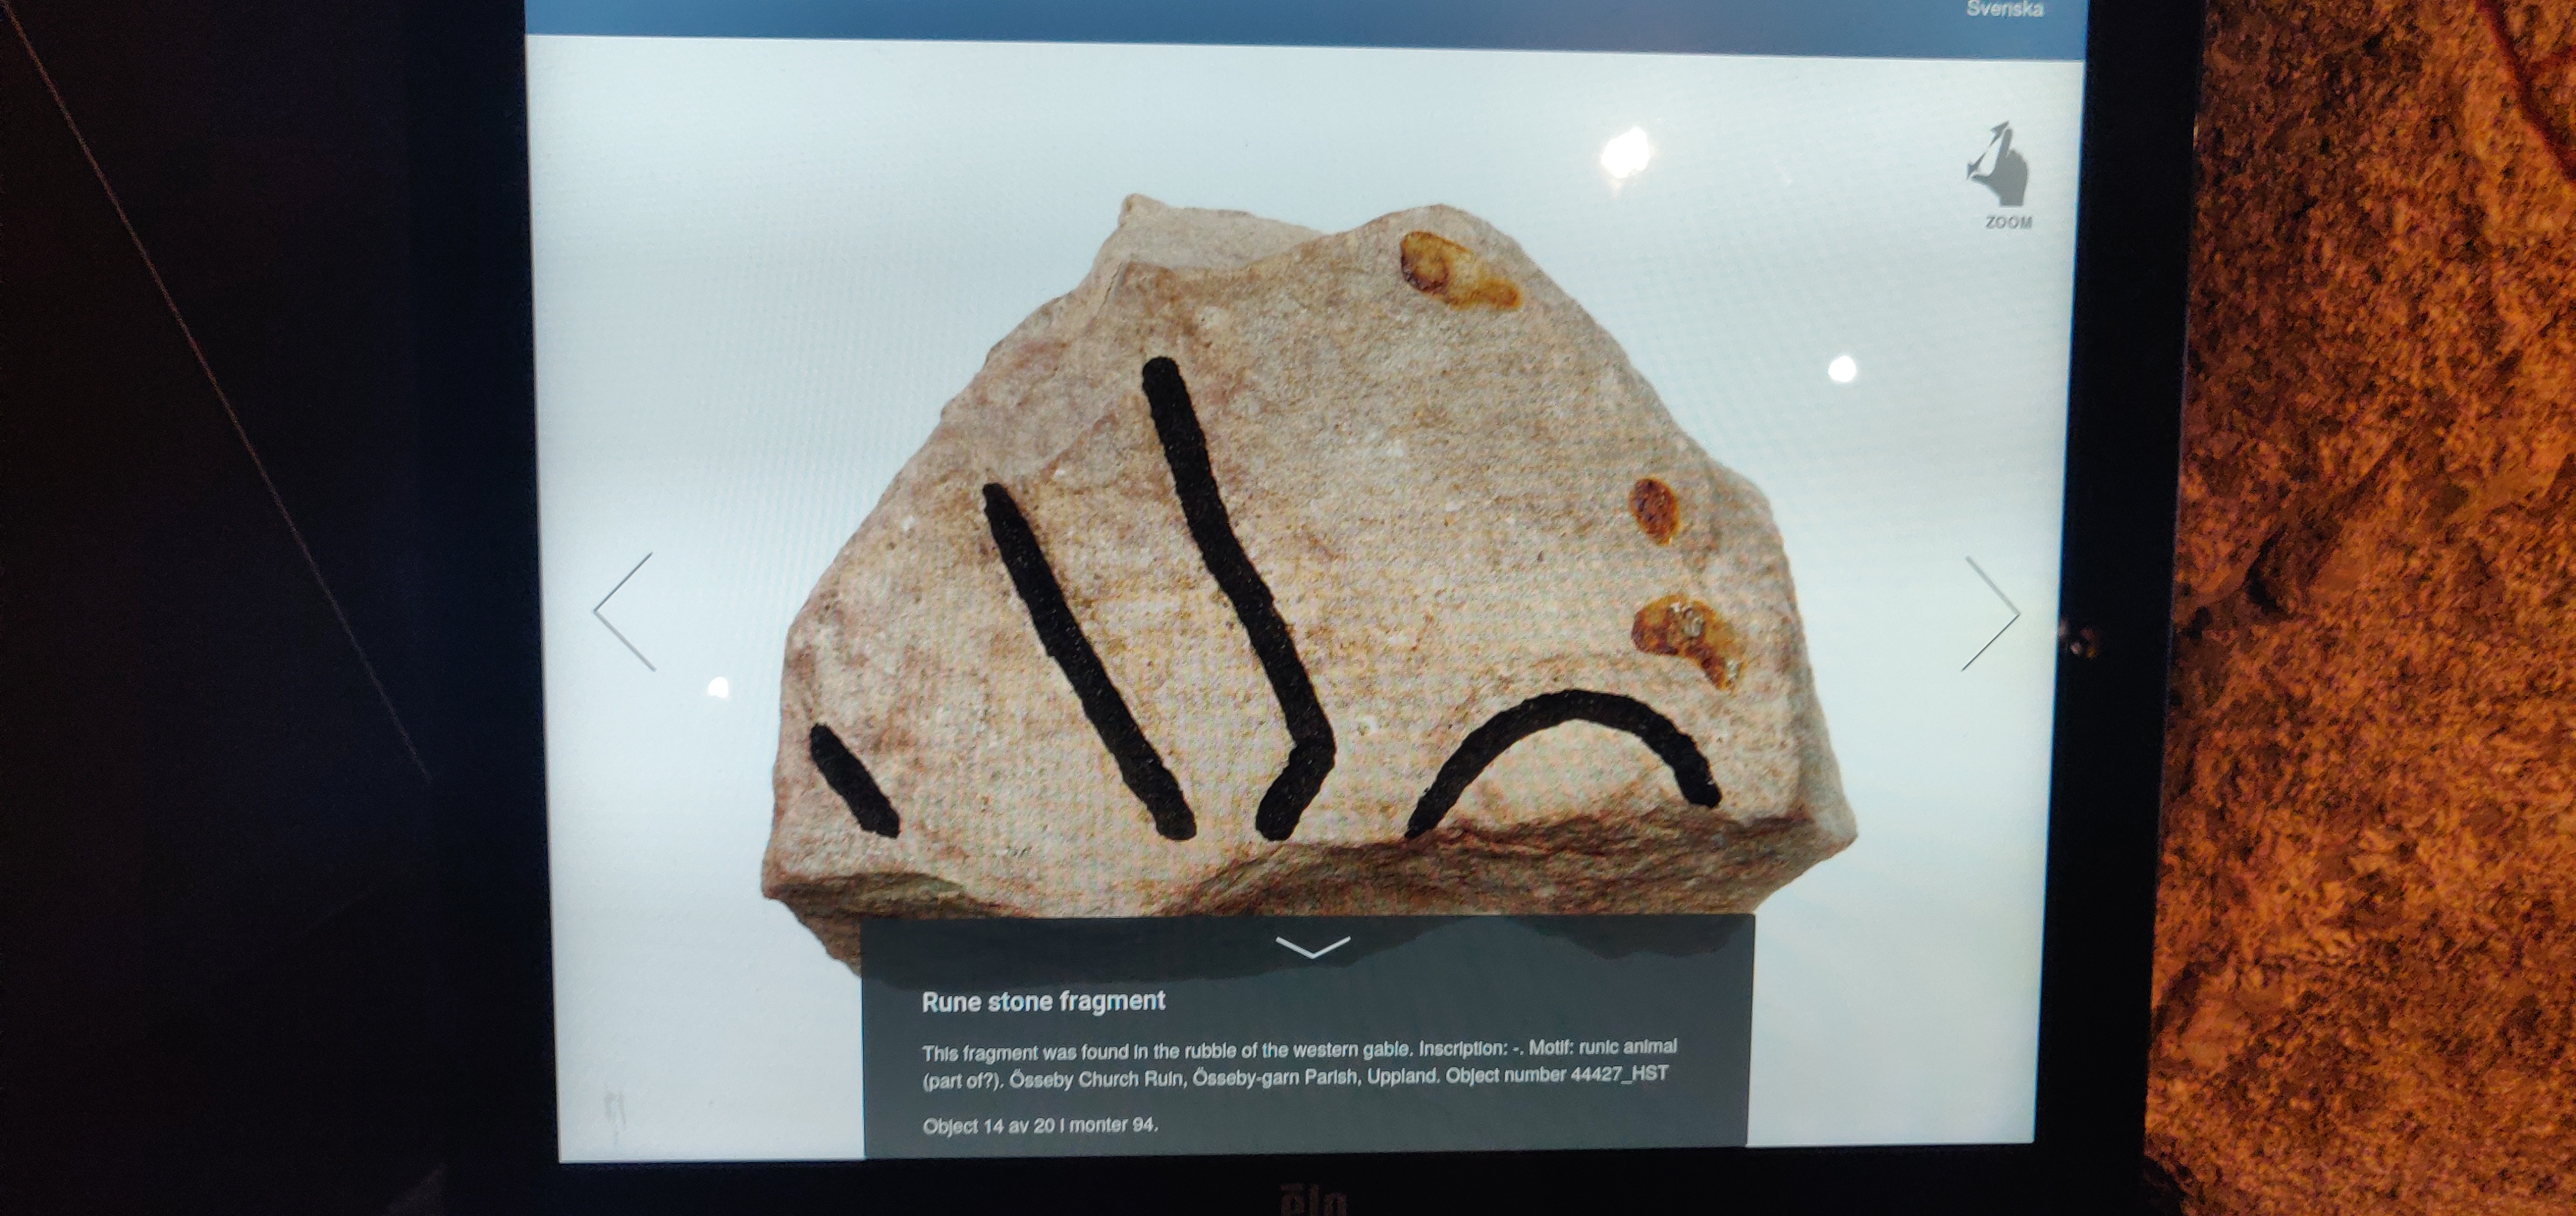 Svenska
ZOOM
Rune stone fragment
This fragment was found in the rubble of the western gable. Inscription: -. Motif: runic animal
(part of?). Össeby Church Ruin, Össeby-garn Parish, Uppland. Object number 44427_HST
Object 14 av 20 i monter 94.
elo